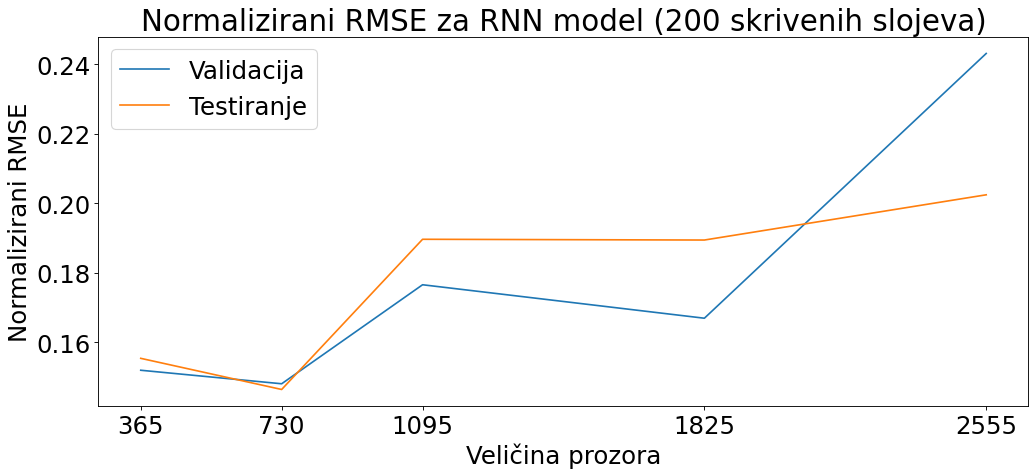 Normalizirani RMSE za RNN model (200 skrivenih slojeva)
Validacija
Testiranje
Normalizirani RMSE
0.24
0.22
0.20
0.18
0.16
365 730 1095 1825 2555
Veličina prozora